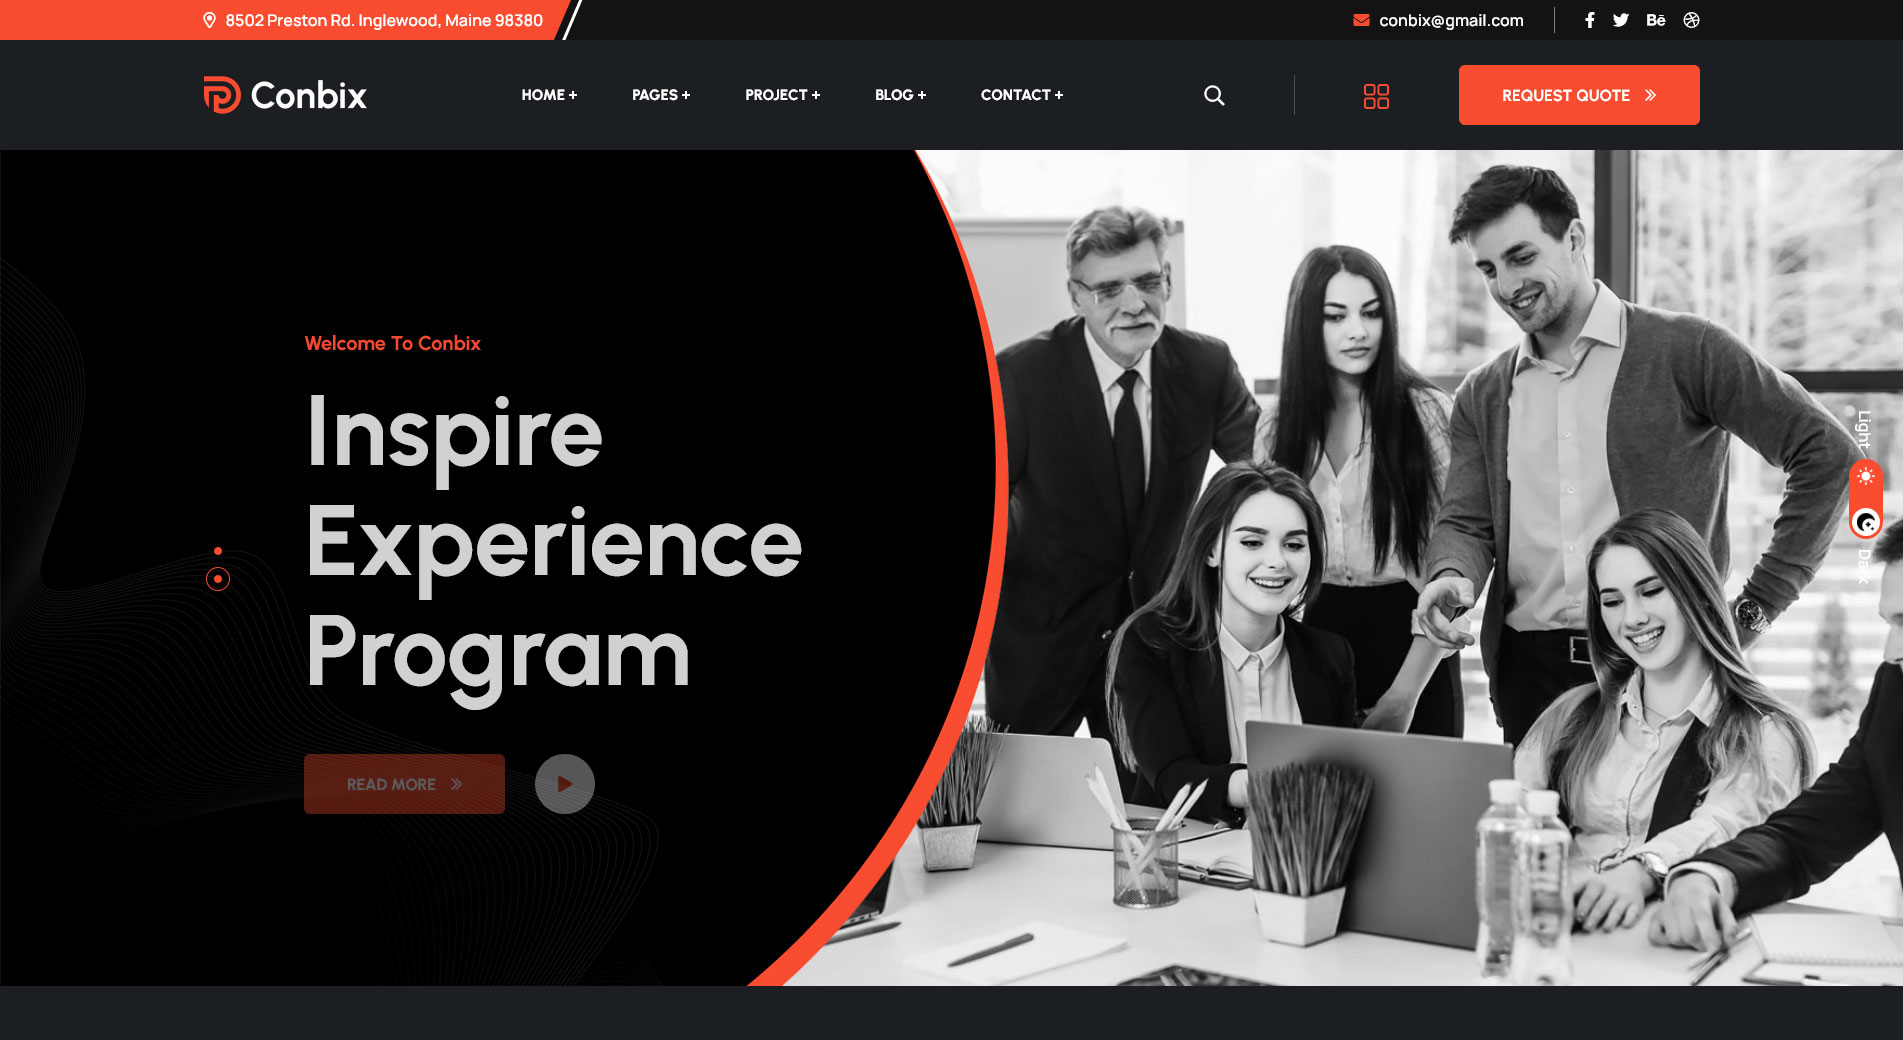 8502 Preston Rd. Inglewood, Maine 98380
conbix@gmail.com
Bē
Conbix
HOME +
PAGES +
PROJECT +
BLOG +
CONTACT +
REQUEST QUOTE
Welcome To Conbix
Inspire
Experience
Program
READ MORE
Light
Dark